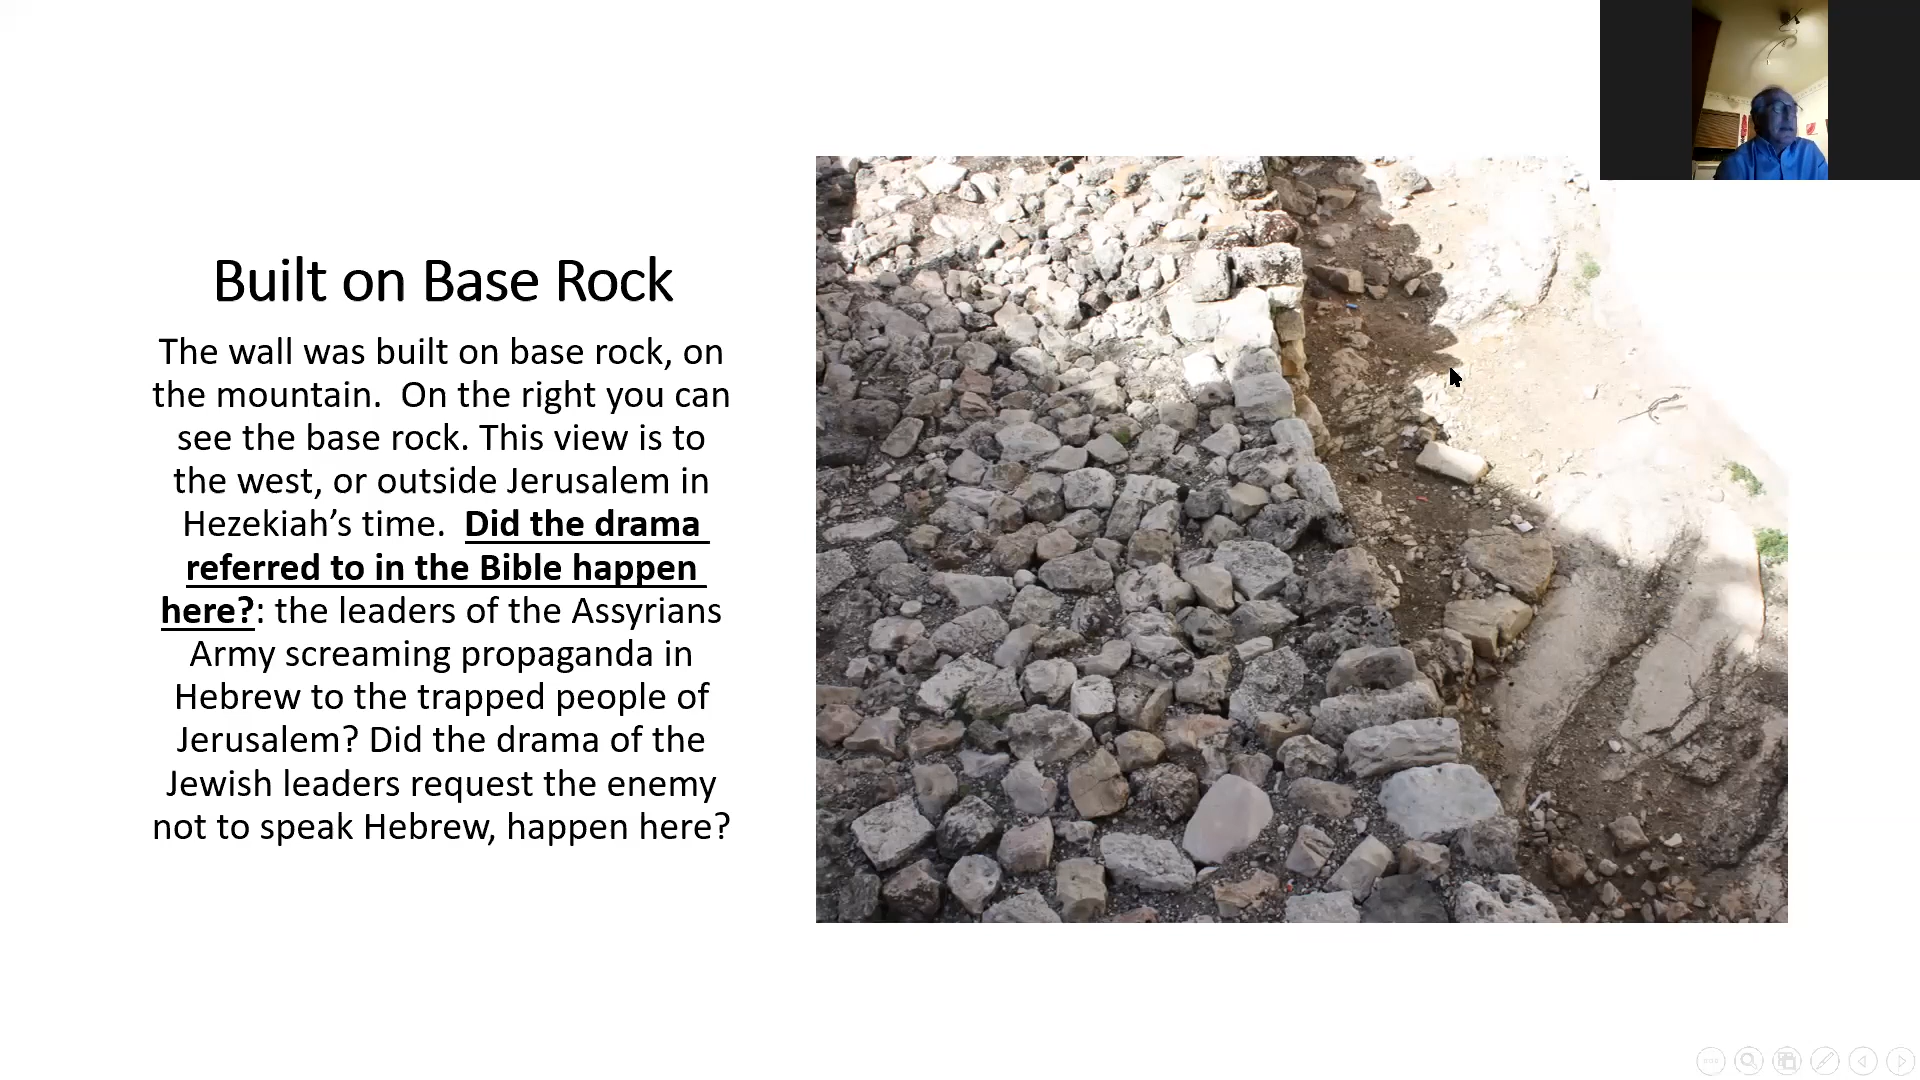 Built on Base Rock
The wall was built on base rock, on
the mountain.  On the right you can
see the base rock. This view is to
the west, or outside Jerusalem in
Hezekiah’s time.  Did the drama
referred to in the Bible happen
here?: the leaders of the Assyrians
Army screaming propaganda in
Hebrew to the trapped people of
Jerusalem? Did the drama of the
Jewish leaders request the enemy
not to speak Hebrew, happen here?